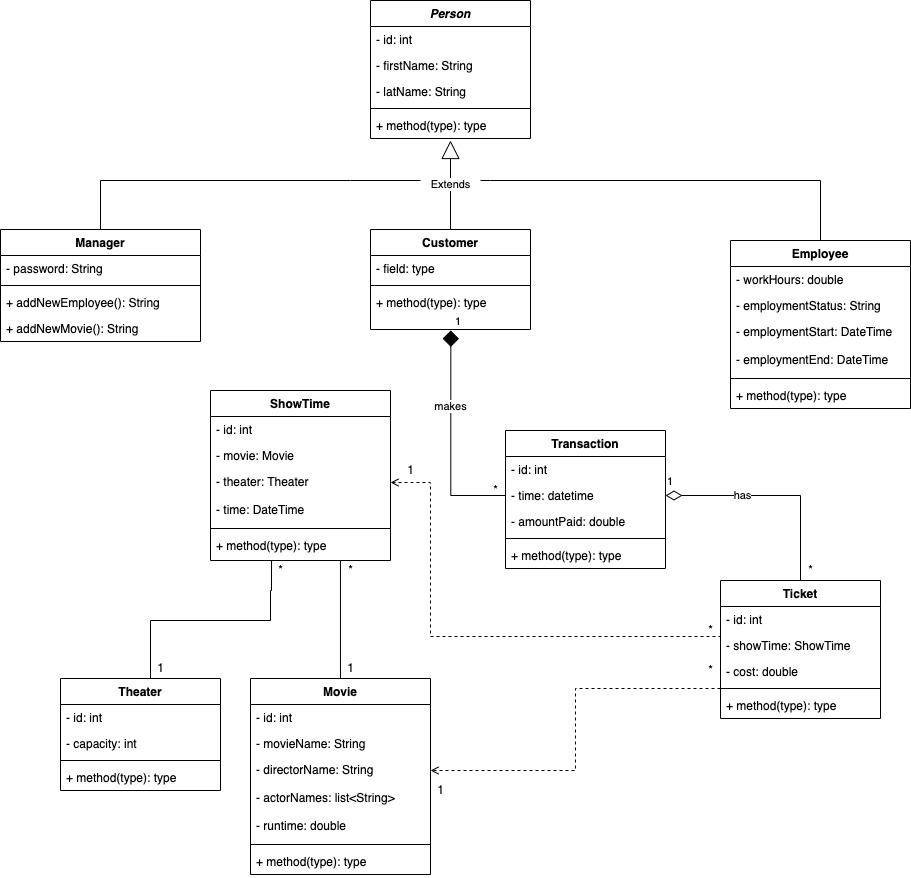 Person
- id: int
- firstName: String
- latName: String
+ method(type): type
Extends
Manager
- password: String
+ addNewEmployee(): String
+ addNewMovie(): String
Customer
- field: type
+ method(type): type
1
Employee
- workHours: double
- employmentStatus: String
- employmentStart: DateTime
- employmentEnd: DateTime
+ method(type): type
makes
*
ShowTime
- id: int
- movie: Movie
- theater: Theater
- time: DateTime
+ method(type): type
1
*
*
Transaction
- id: int
- time: datetime
- amountPaid: double
+ method(type): type
1
has
*
Ticket
- id: int
- showTime: ShowTime
- cost: double
+ method(type): type
*
*
1
1
Theater
- id: int
- capacity: int
+ method(type): type
Movie
- id: int
- movieName: String
- directorName: String
- actorNames: list<String>
- runtime: double
+ method(type): type
1